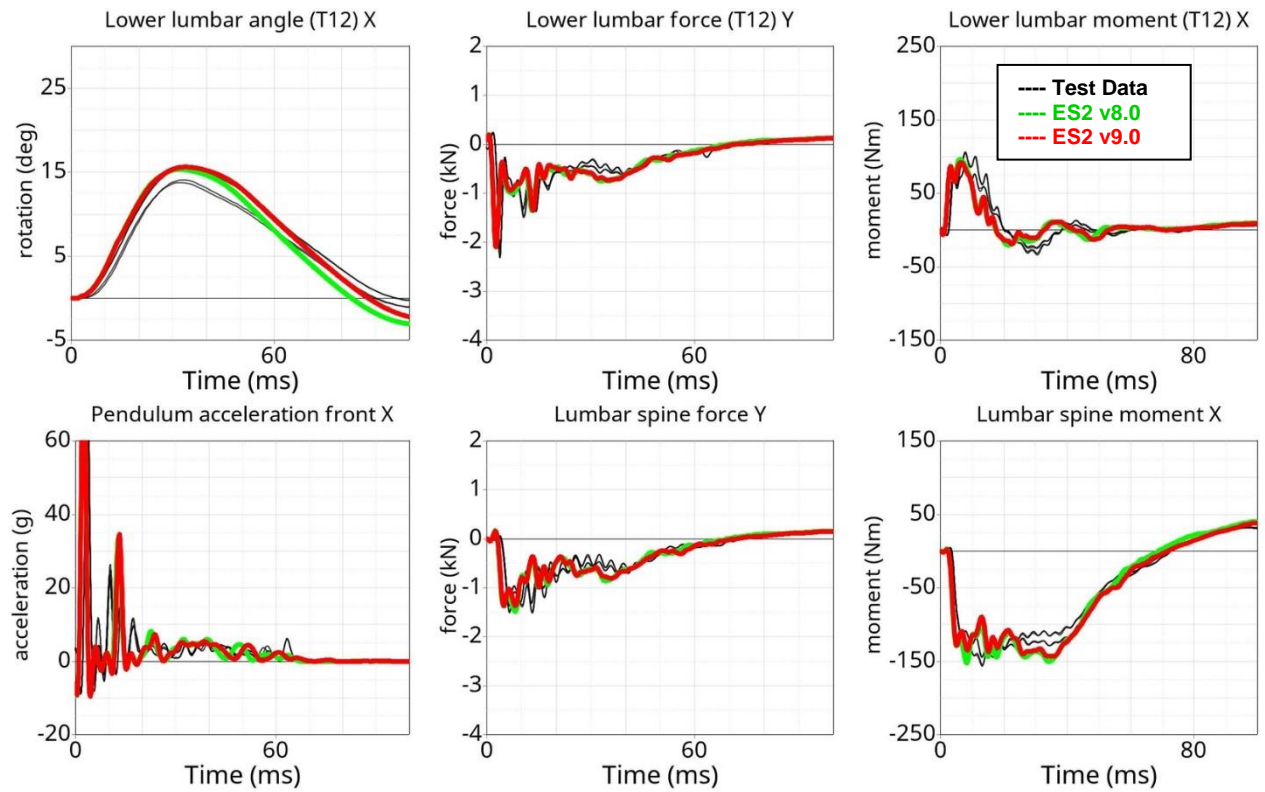 Lower lumbar angle (T12) X
Lower lumbar force (T12) Y
Lower lumbar moment (T12) X
rotation (deg)
25
15
5
-5
0
60
Time (ms)
force (kN)
2
1
0
-1
-2
-3
-4
0
60
Time (ms)
moment (Nm)
250
150
50
-50
-150
0
80
Time (ms)
---- Test Data
---- ES2 v8.0
---- ES2 v9.0
Pendulum acceleration front X
Lumbar spine force Y
Lumbar spine moment X
acceleration (g)
60
40
20
0
-20
0
60
Time (ms)
force (kN)
2
1
0
-1
-2
-3
-4
0
60
Time (ms)
moment (Nm)
150
50
-50
-150
-250
0
80
Time (ms)